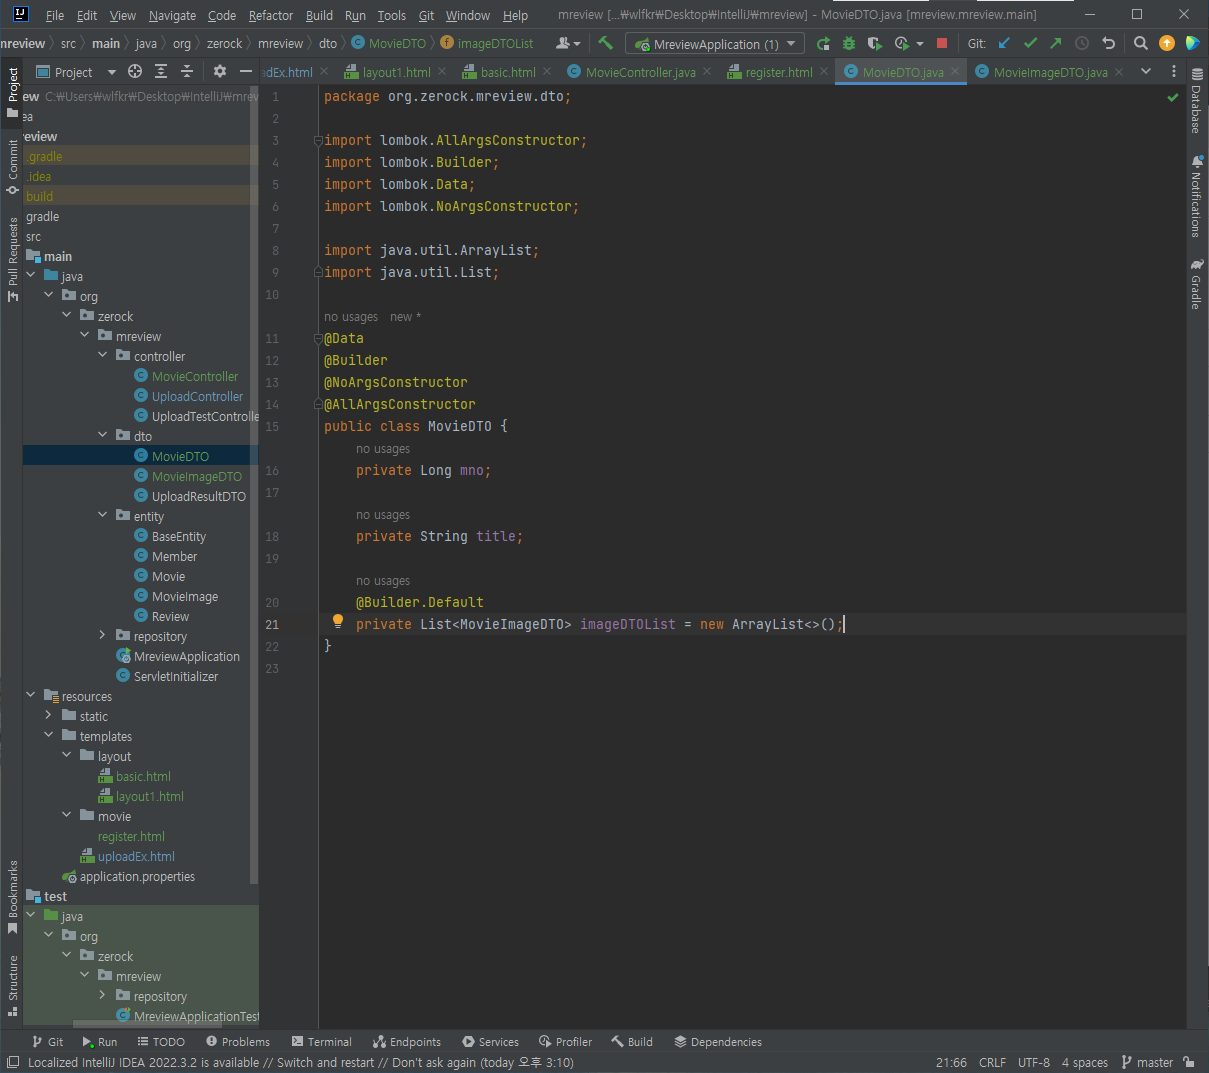 File Edit View Navigate Code Refactor Build Run Tools Git Window Help mreview [...₩wlfkr₩Desktop₩IntelliJ₩mreview] - MovieDTO.java [mreview.mreview.main]
mreview src main java org zerock mreview dto MovieDTO imageDTOList MreviewApplication (1) Git:
Project adEx.html layout1.html basic.html MovieController.java register.html MovieDTO.java MovieImageDTO.java
ew C:₩Users₩wlfkr₩Desktop₩IntelliJ₩mrev
ea
review
.gradle
.idea
build
gradle
src
main
java
org
zerock
mreview
controller
MovieController
UploadController
UploadTestControlle
dto
MovieDTO
MovieImageDTO
UploadResultDTO
entity
BaseEntity
Member
Movie
MovieImage
Review
repository
MreviewApplication
ServletInitializer
resources
static
templates
layout
basic.html
layout1.html
movie
register.html
uploadEx.html
application.properties
test
java
org
zerock
mreview
repository
MreviewApplicationTest
Project
Commit
Pull Requests
Bookmarks
Structure
1 package org.zerock.mreview.dto;
2
3 import lombok.AllArgsConstructor;
4 import lombok.Builder;
5 import lombok.Data;
6 import lombok.NoArgsConstructor;
7
8 import java.util.ArrayList;
9 import java.util.List;
10
no usages new *
11 @Data
12 @Builder
13 @NoArgsConstructor
14 @AllArgsConstructor
15 public class MovieDTO {
no usages
16 private Long mno;
17
no usages
18 private String title;
19
no usages
20 @Builder.Default
21 private List<MovieImageDTO> imageDTOList = new ArrayList<>();
22 }
23
Database
Notifications
Gradle
Git Run TODO Problems Terminal Endpoints Services Profiler Build Dependencies
Localized IntelliJ IDEA 2022.3.2 is available // Switch and restart // Don't ask again (today 오후 3:10) 21:66 CRLF UTF-8 4 spaces master